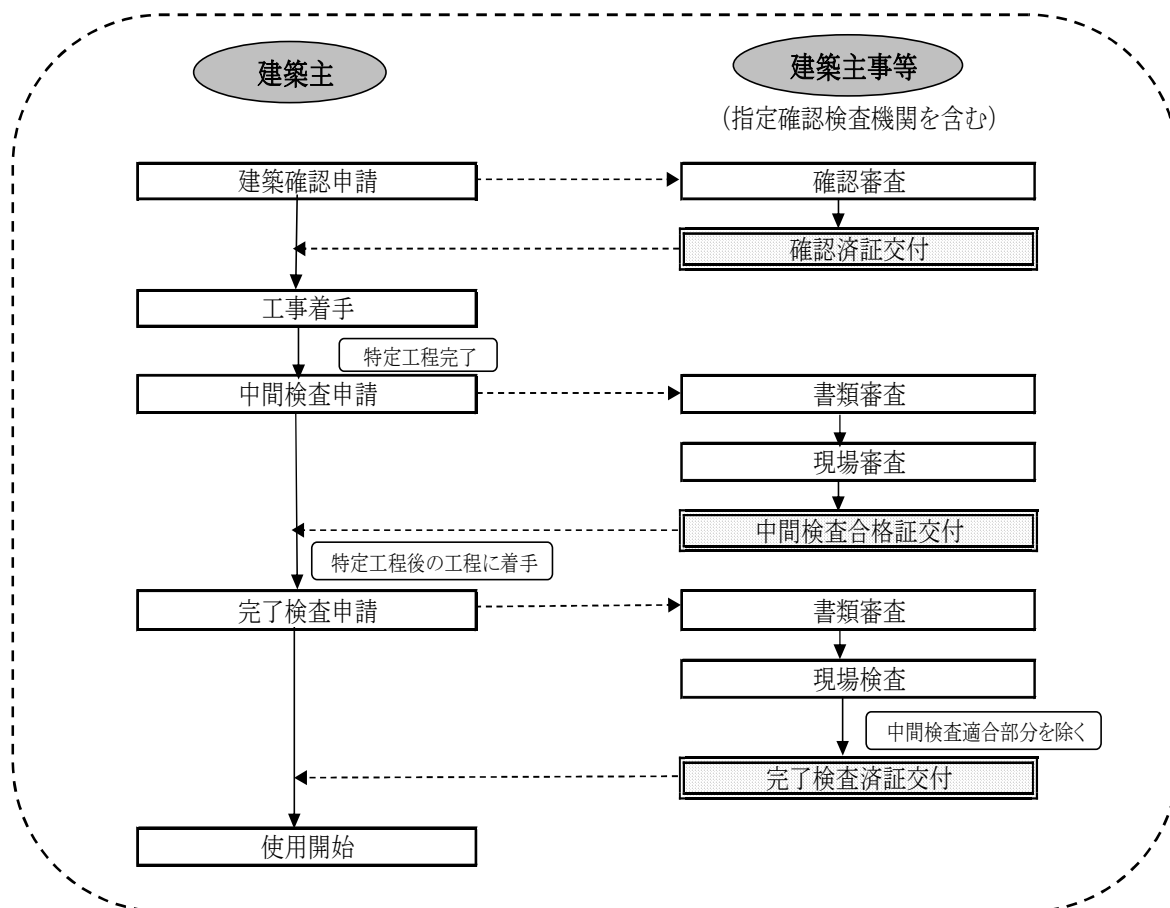 建築主
建築主事等
（指定確認検査機関を含む）
建築確認申請
確認審査
確認済証交付
工事着手
特定工程完了
中間検査申請
書類審査
現場審査
中間検査合格証交付
特定工程後の工程に着手
完了検査申請
書類審査
現場検査
中間検査適合部分を除く
完了検査済証交付
使用開始